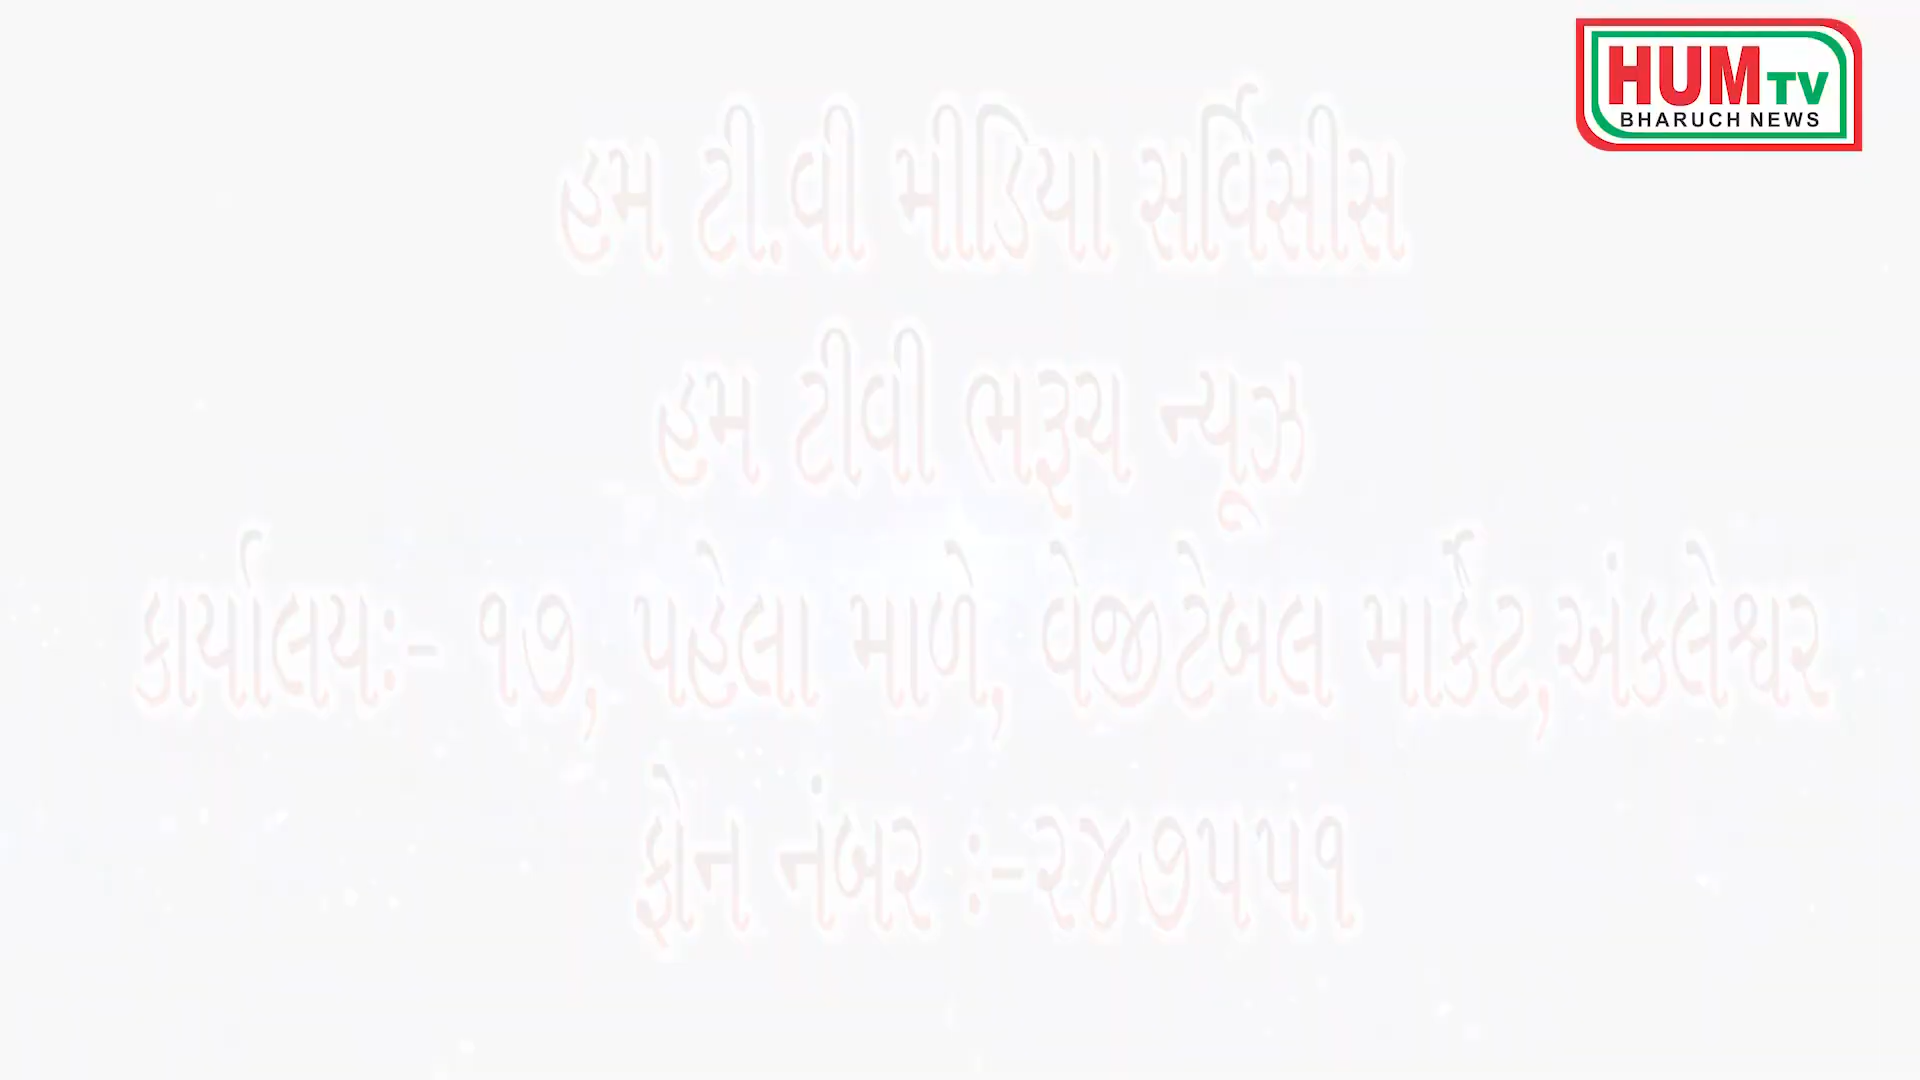 HUM TV
BHARUCH NEWS
હમ ટી.વી મીડિયા સર્વિસીસ
હમ ટીવી ભરૂચ ન્યૂઝ
કાર્યાલયઃ- ૧૭, પહેલા માળે, વેજીટેબલ માર્કેટ,અંકલેશ્વર
ફોન નંબર ઃ-૨૪૭૫૫૧